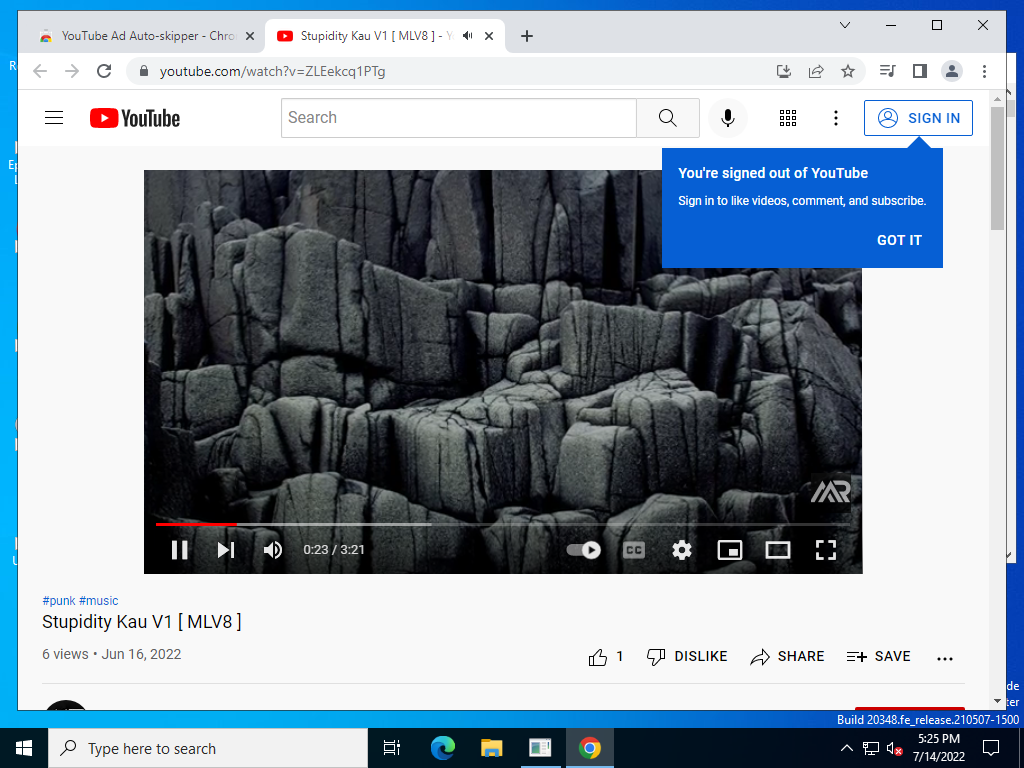 YouTube Ad Auto-skipper - Chro
Stupidity Kau V1 [ MLV8 ] - Y
youtube.com/watch?v=ZLEekcq1PTg
YouTube
Search
SIGN IN
You're signed out of YouTube
Sign in to like videos, comment, and subscribe.
GOT IT
MR
0:23 / 3:21
CC
#punk #music
Stupidity Kau V1 [ MLV8 ]
6 views • Jun 16, 2022
1
DISLIKE
SHARE
SAVE
Build 20348.fe_release.210507-1500
Type here to search
5:25 PM
7/14/2022